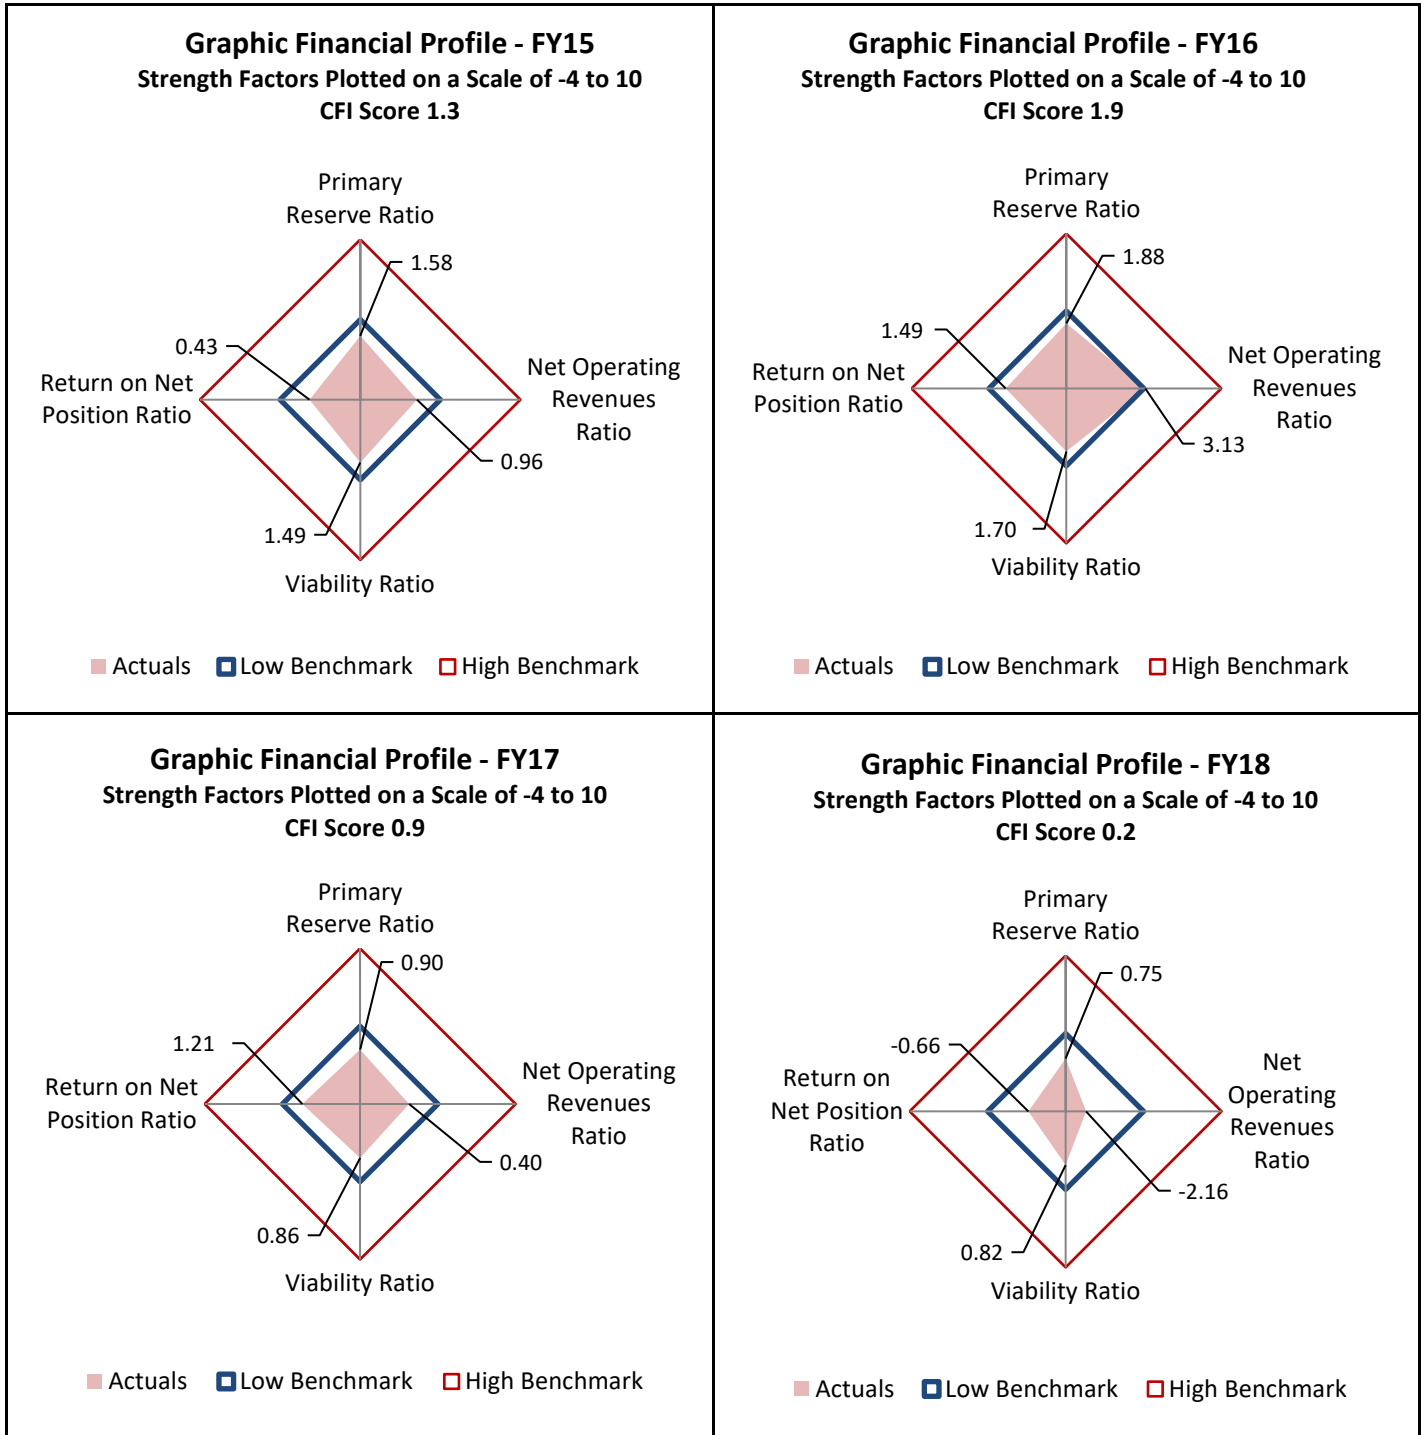 Graphic Financial Profile - FY15
Strength Factors Plotted on a Scale of -4 to 10
CFI Score 1.3
Primary
Reserve Ratio
1.58
0.43
Return on Net
Position Ratio
Net Operating
Revenues
Ratio
0.96
1.49
Viability Ratio
Actuals
Low Benchmark
High Benchmark
Graphic Financial Profile - FY16
Strength Factors Plotted on a Scale of -4 to 10
CFI Score 1.9
Primary
Reserve Ratio
1.88
1.49
Return on Net
Position Ratio
Net Operating
Revenues
Ratio
3.13
1.70
Viability Ratio
Actuals
Low Benchmark
High Benchmark
Graphic Financial Profile - FY17
Strength Factors Plotted on a Scale of -4 to 10
CFI Score 0.9
Primary
Reserve Ratio
0.90
1.21
Return on Net
Position Ratio
Net Operating
Revenues
Ratio
0.40
0.86
Viability Ratio
Actuals
Low Benchmark
High Benchmark
Graphic Financial Profile - FY18
Strength Factors Plotted on a Scale of -4 to 10
CFI Score 0.2
Primary
Reserve Ratio
0.75
-0.66
Return on
Net Position
Ratio
Net
Operating
Revenues
Ratio
-2.16
0.82
Viability Ratio
Actuals
Low Benchmark
High Benchmark